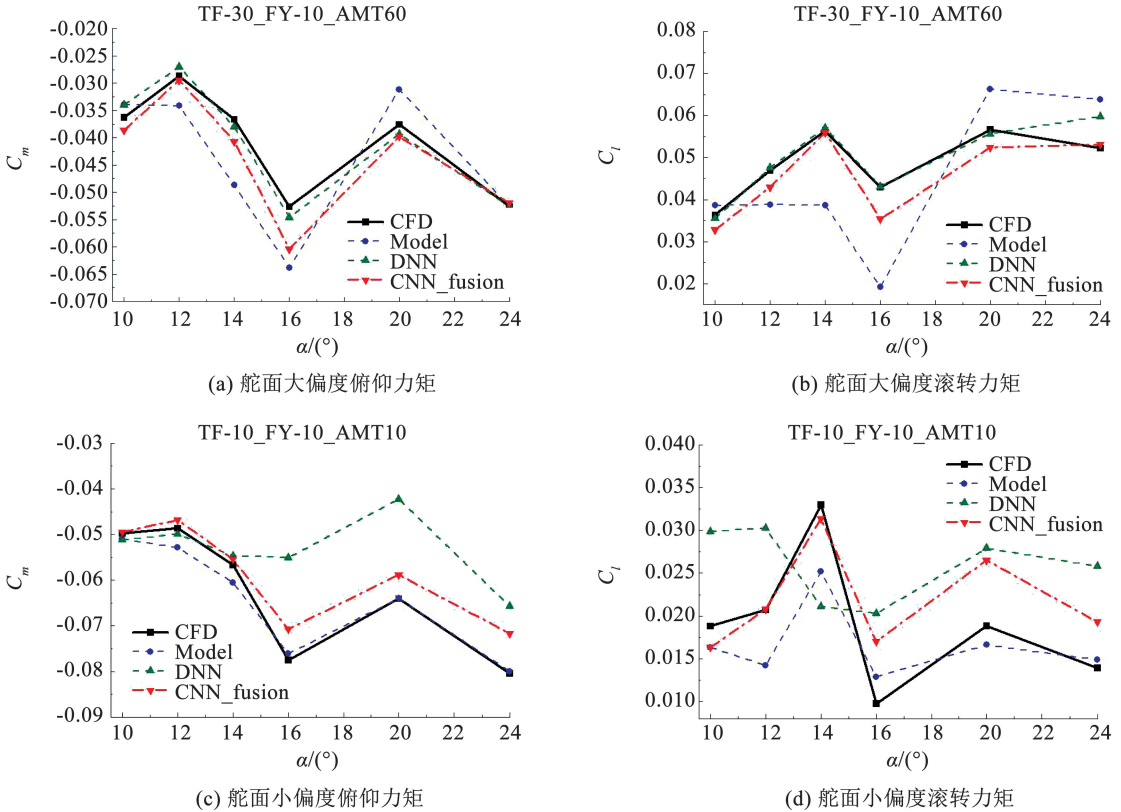 TF-30_FY-10_AMT60
-0.020
-0.025
-0.030
-0.035
-0.040
-0.045
-0.050
-0.055
-0.060
-0.065
-0.070
C_m
CFD
Model
DNN
CNN_fusion
10 12 14 16 18 20 22 24
α/(°)
(a) 舵面大偏度俯仰力矩
TF-30_FY-10_AMT60
0.08
0.07
0.06
0.05
0.04
0.03
0.02
C_l
CFD
Model
DNN
CNN_fusion
10 12 14 16 18 20 22 24
α/(°)
(b) 舵面大偏度滚转力矩
TF-10_FY-10_AMT10
-0.03
-0.04
-0.05
-0.06
-0.07
-0.08
-0.09
C_m
CFD
Model
DNN
CNN_fusion
10 12 14 16 18 20 22 24
α/(°)
(c) 舵面小偏度俯仰力矩
TF-10_FY-10_AMT10
0.040
0.035
0.030
0.025
0.020
0.015
0.010
C_l
CFD
Model
DNN
CNN_fusion
10 12 14 16 18 20 22 24
α/(°)
(d) 舵面小偏度滚转力矩